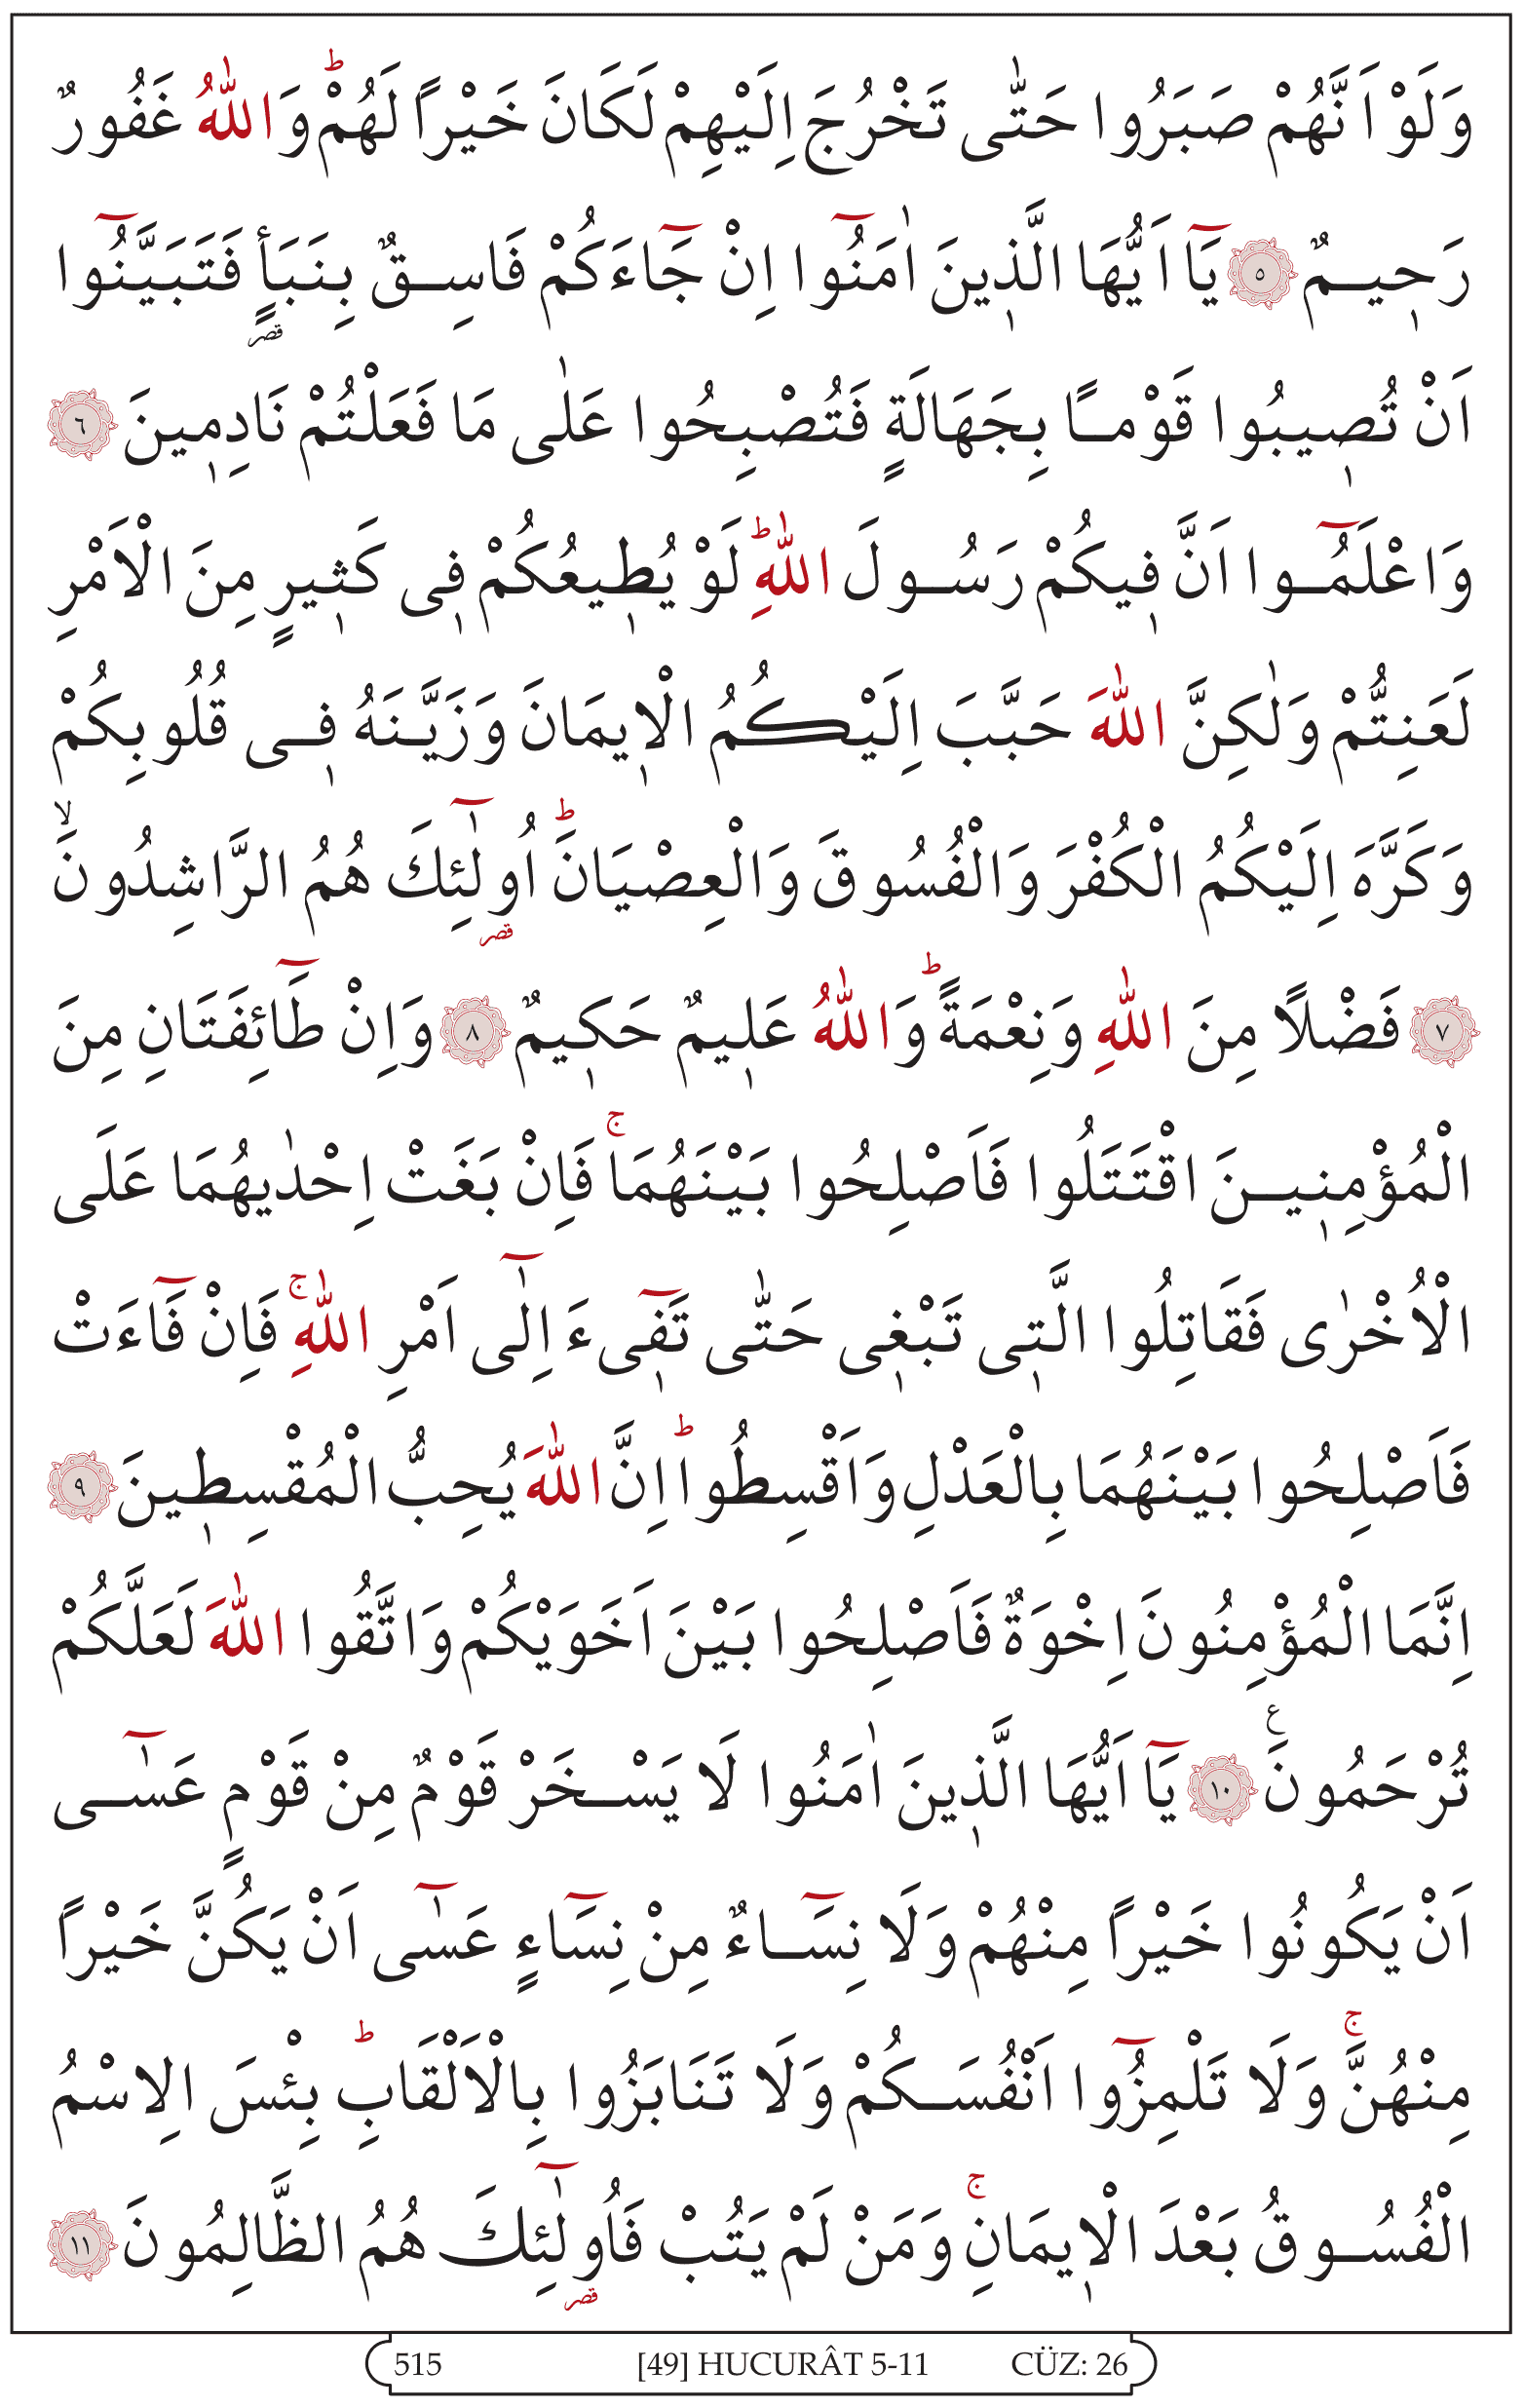 وَلَوْ اَنَّهُمْ صَبَرُوا حَتّٰى تَخْرُجَ اِلَيْهِمْ لَكَانَ خَيْرًا لَهُمْۜ وَاللّٰهُ غَفُورٌ
رَح۪يمٌ ﴿٥﴾ يَٓا اَيُّهَا الَّذ۪ينَ اٰمَنُٓوا اِنْ جَٓاءَكُمْ فَاسِقٌ بِنَبَأٍ فَتَبَيَّنُٓوا
قصر
اَنْ تُص۪يبُوا قَوْمًا بِجَهَالَةٍ فَتُصْبِحُوا عَلٰى مَا فَعَلْتُمْ نَادِم۪ينَ ﴿٦﴾
وَاعْلَمُٓوا اَنَّ ف۪يكُمْ رَسُولَ اللّٰهِۜ لَوْ يُط۪يعُكُمْ ف۪ى كَث۪يرٍ مِنَ الْاَمْرِ
لَعَنِتُّمْ وَلٰكِنَّ اللّٰهَ حَبَّبَ اِلَيْكُمُ الْا۪يمَانَ وَزَيَّنَهُ ف۪ى قُلُوبِكُمْ
وَكَرَّهَ اِلَيْكُمُ الْكُفْرَ وَالْفُسُوقَ وَالْعِصْيَانَۜ اُو۬لٰٓئِكَ هُمُ الرَّاشِدُونَۙ
قصر
﴿٧﴾ فَضْلًا مِنَ اللّٰهِ وَنِعْمَةًۜ وَاللّٰهُ عَل۪يمٌ حَك۪يمٌ ﴿٨﴾ وَاِنْ طَٓائِفَتَانِ مِنَ
الْمُؤْمِن۪ينَ اقْتَتَلُوا فَاَصْلِحُوا بَيْنَهُمَاۚ فَاِنْ بَغَتْ اِحْدٰيهُمَا عَلَى
الْاُخْرٰى فَقَاتِلُوا الَّت۪ى تَبْغ۪ى حَتّٰى تَف۪ٓىءَ اِلٰٓى اَمْرِ اللّٰهِۚ فَاِنْ فَٓاءَتْ
فَاَصْلِحُوا بَيْنَهُمَا بِالْعَدْلِ وَاَقْسِطُواۜ اِنَّ اللّٰهَ يُحِبُّ الْمُقْسِط۪ينَ ﴿٩﴾
اِنَّمَا الْمُؤْمِنُونَ اِخْوَةٌ فَاَصْلِحُوا بَيْنَ اَخَوَيْكُمْ وَاتَّقُوا اللّٰهَ لَعَلَّكُمْ
تُرْحَمُونَ۟ ﴿١٠﴾ يَٓا اَيُّهَا الَّذ۪ينَ اٰمَنُوا لَا يَسْخَرْ قَوْمٌ مِنْ قَوْمٍ عَسٰٓى
اَنْ يَكُونُوا خَيْرًا مِنْهُمْ وَلَا نِسَٓاءٌ مِنْ نِسَٓاءٍ عَسٰٓى اَنْ يَكُنَّ خَيْرًا
مِنْهُنَّۚ وَلَا تَلْمِزُٓوا اَنْفُسَكُمْ وَلَا تَنَابَزُوا بِالْاَلْقَابِۜ بِئْسَ الِاسْمُ
الْفُسُوقُ بَعْدَ الْا۪يمَانِۚ وَمَنْ لَمْ يَتُبْ فَاُو۬لٰٓئِكَ هُمُ الظَّالِمُونَ ﴿١١﴾
قصر
515 [49] HUCURÂT 5-11 CÜZ: 26